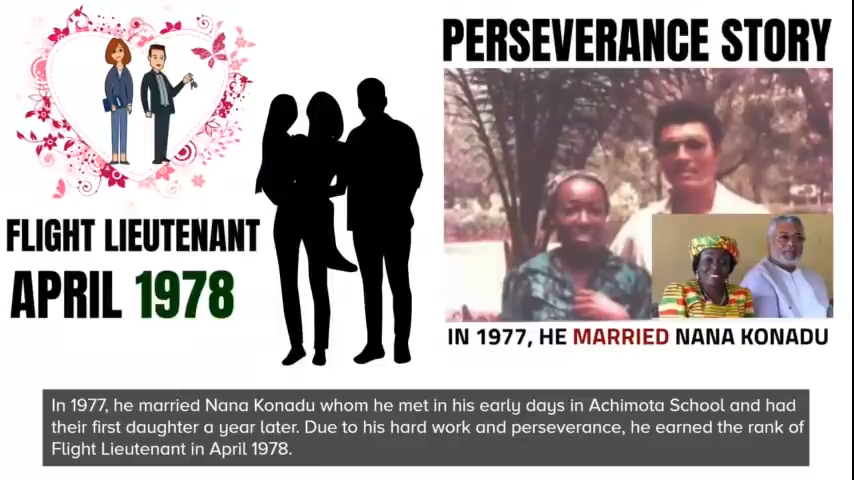 PERSEVERANCE STORY
FLIGHT LIEUTENANT
APRIL 1978
IN 1977, HE MARRIED NANA KONADU
In 1977, he married Nana Konadu whom he met in his early days in Achimota School and had
their first daughter a year later. Due to his hard work and perseverance, he earned the rank of
Flight Lieutenant in April 1978.